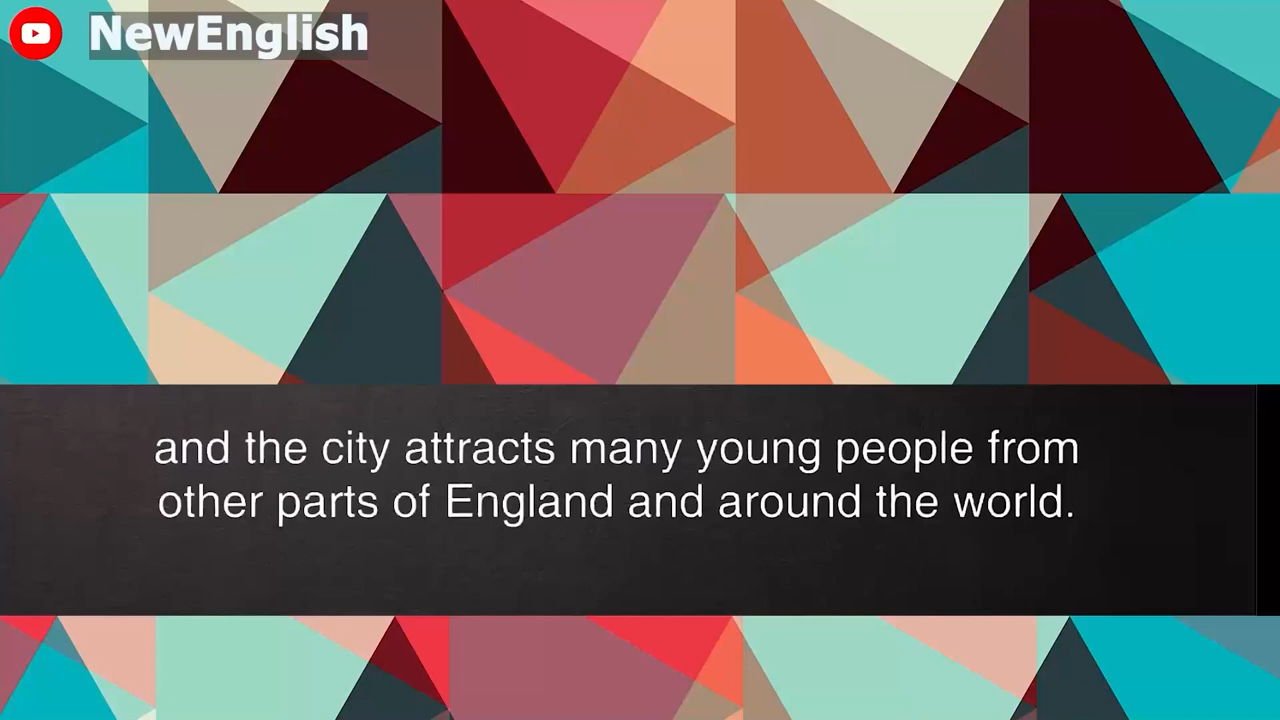 NewEnglish
and the city attracts many young people from
other parts of England and around the world.